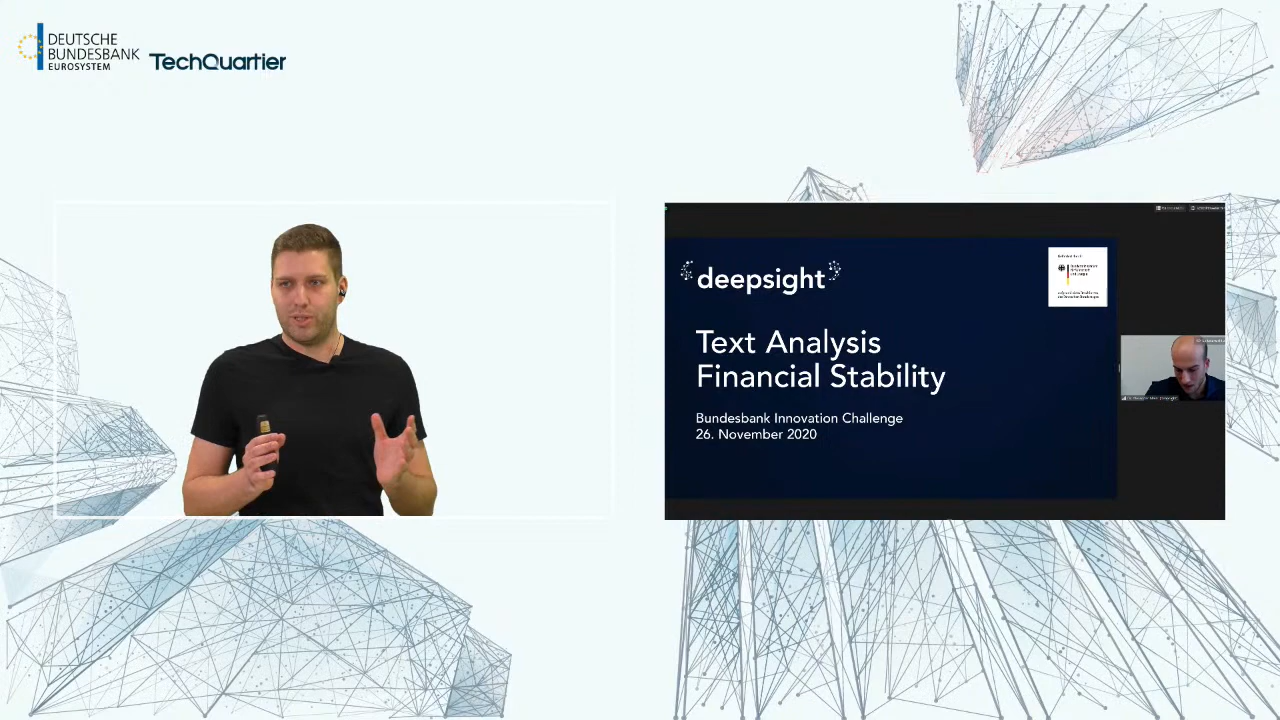 DEUTSCHE
BUNDESBANK
EUROSYSTEM
TechQuartier
deepsight
Text Analysis
Financial Stability
Bundesbank Innovation Challenge
26. November 2020